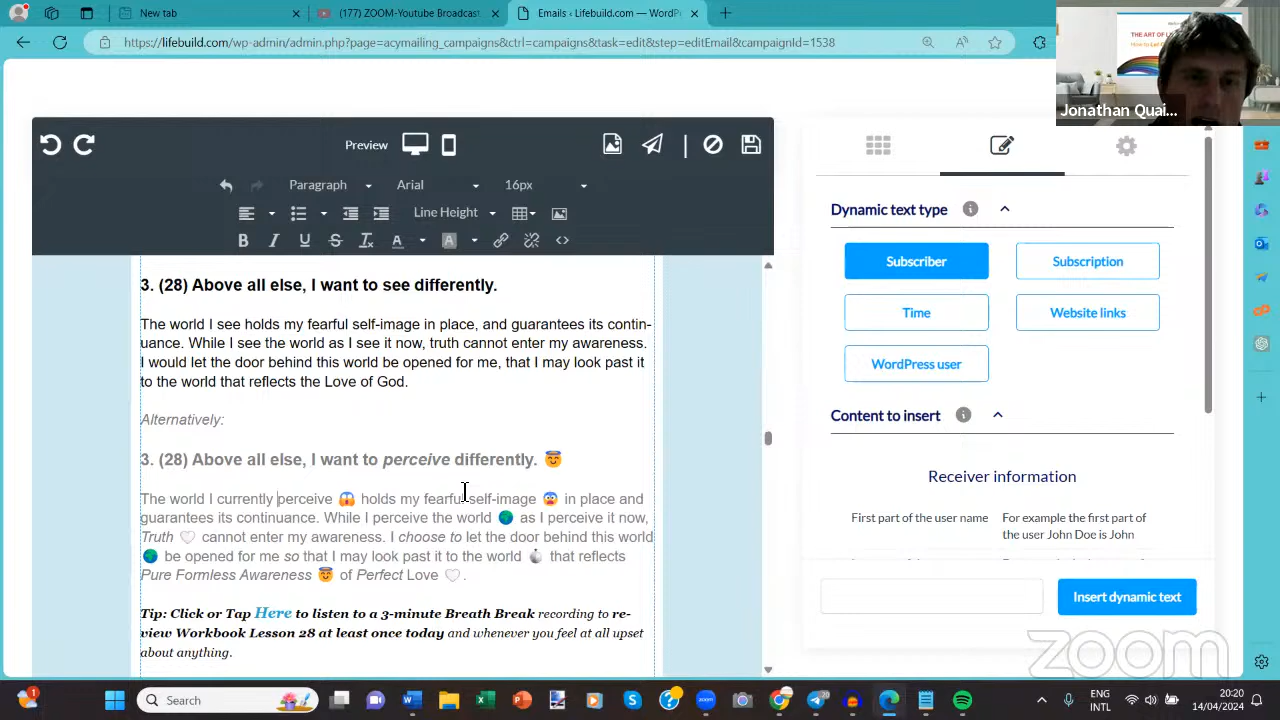 New tab
(177) ZOOM-Youtube Broadcast
Emails ‹ Lifebuild.com — WordPr
https://lifebuild.com/wp-admin/admin.php?page=acymailing_campaigns&ctrl=campaigns&task=edit&step=editEmail&campaignId=1538
THE ART OF
How to Let
Jonathan Quai...
Preview
Paragraph
Arial
16px
Line Height
B I U S
A A
3. (28) Above all else, I want to see differently.
The world I see holds my fearful self-image in place, and guarantees its contin-
uance. While I see the world as I see it now, truth cannot enter my awareness.
I would let the door behind this world be opened for me, that I may look past it
to the world that reflects the Love of God.
Alternatively:
3. (28) Above all else, I want to perceive differently. 😇
The world I currently perceive 😱 holds my fearful self-image 😨 in place and
guarantees its continuance. While I perceive the world 🌎 as I perceive it now,
Truth 🤍 cannot enter my awareness. I choose to let the door behind this world
🌎 be opened for me so that I may look past it to the world that reflects
Pure Formless Awareness 😇 of Perfect Love 🤍.
Tip: Click or Tap Here to listen to a 3-minute Breath Break recording to re-
view Workbook Lesson 28 at least once today and whenever you feel at all upset
about anything.
Dynamic text type
Subscriber
Subscription
Time
Website links
WordPress user
Content to insert
Receiver information
First part of the user name
For example the first part of
the user John Doe is John
Insert dynamic text
zoom
1
Search
zoom
ENG
INTL
20:20
14/04/2024